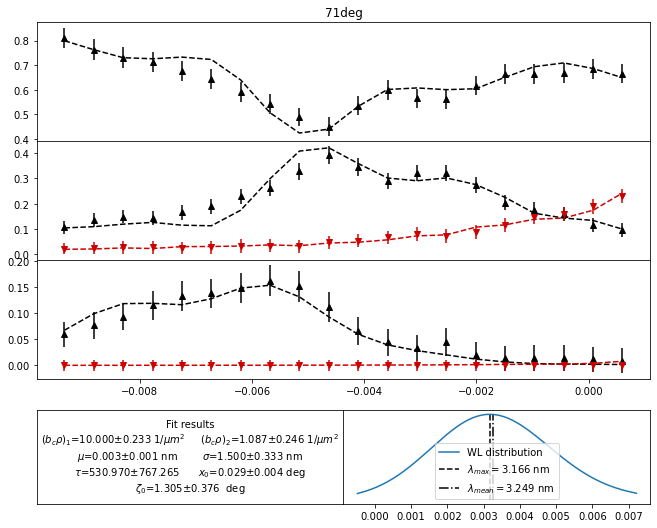 71deg
0.8
0.7
0.6
0.5
0.4
0.4
0.3
0.2
0.1
0.0
0.20
0.15
0.10
0.05
0.00
−0.008 −0.006 −0.004 −0.002 0.000
Fit results
(b_cρ)₁=10.000±0.233 1/μm² (b_cρ)₂=1.087±0.246 1/μm²
μ=0.003±0.001 nm σ=1.500±0.333 nm
τ=530.970±767.265 x₀=0.029±0.004 deg
ζ₀=1.305±0.376 deg
WL distribution
λ_max = 3.166 nm
λ_mean = 3.249 nm
0.000 0.001 0.002 0.003 0.004 0.005 0.006 0.007